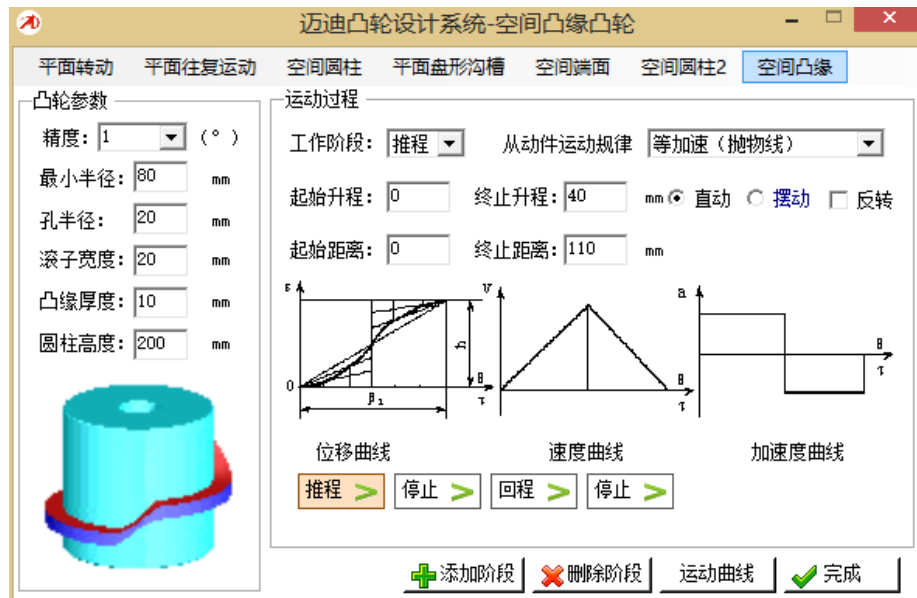 迈迪凸轮设计系统-空间凸缘凸轮
平面转动 平面往复运动 空间圆柱 平面盘形沟槽 空间端面 空间圆柱2 空间凸缘
凸轮参数
精度: 1 (°)
最小半径: 80 mm
孔半径: 20 mm
滚子宽度: 20 mm
凸缘厚度: 10 mm
圆柱高度: 200 mm
运动过程
工作阶段: 推程 从动件运动规律 等加速(抛物线)
起始升程: 0 终止升程: 40 mm 直动 摆动 反转
起始距离: 0 终止距离: 110 mm
s h 0 β₁ θ τ
V θ τ
a θ τ
位移曲线 速度曲线 加速度曲线
推程 > 停止 > 回程 > 停止 >
添加阶段 删除阶段 运动曲线 完成